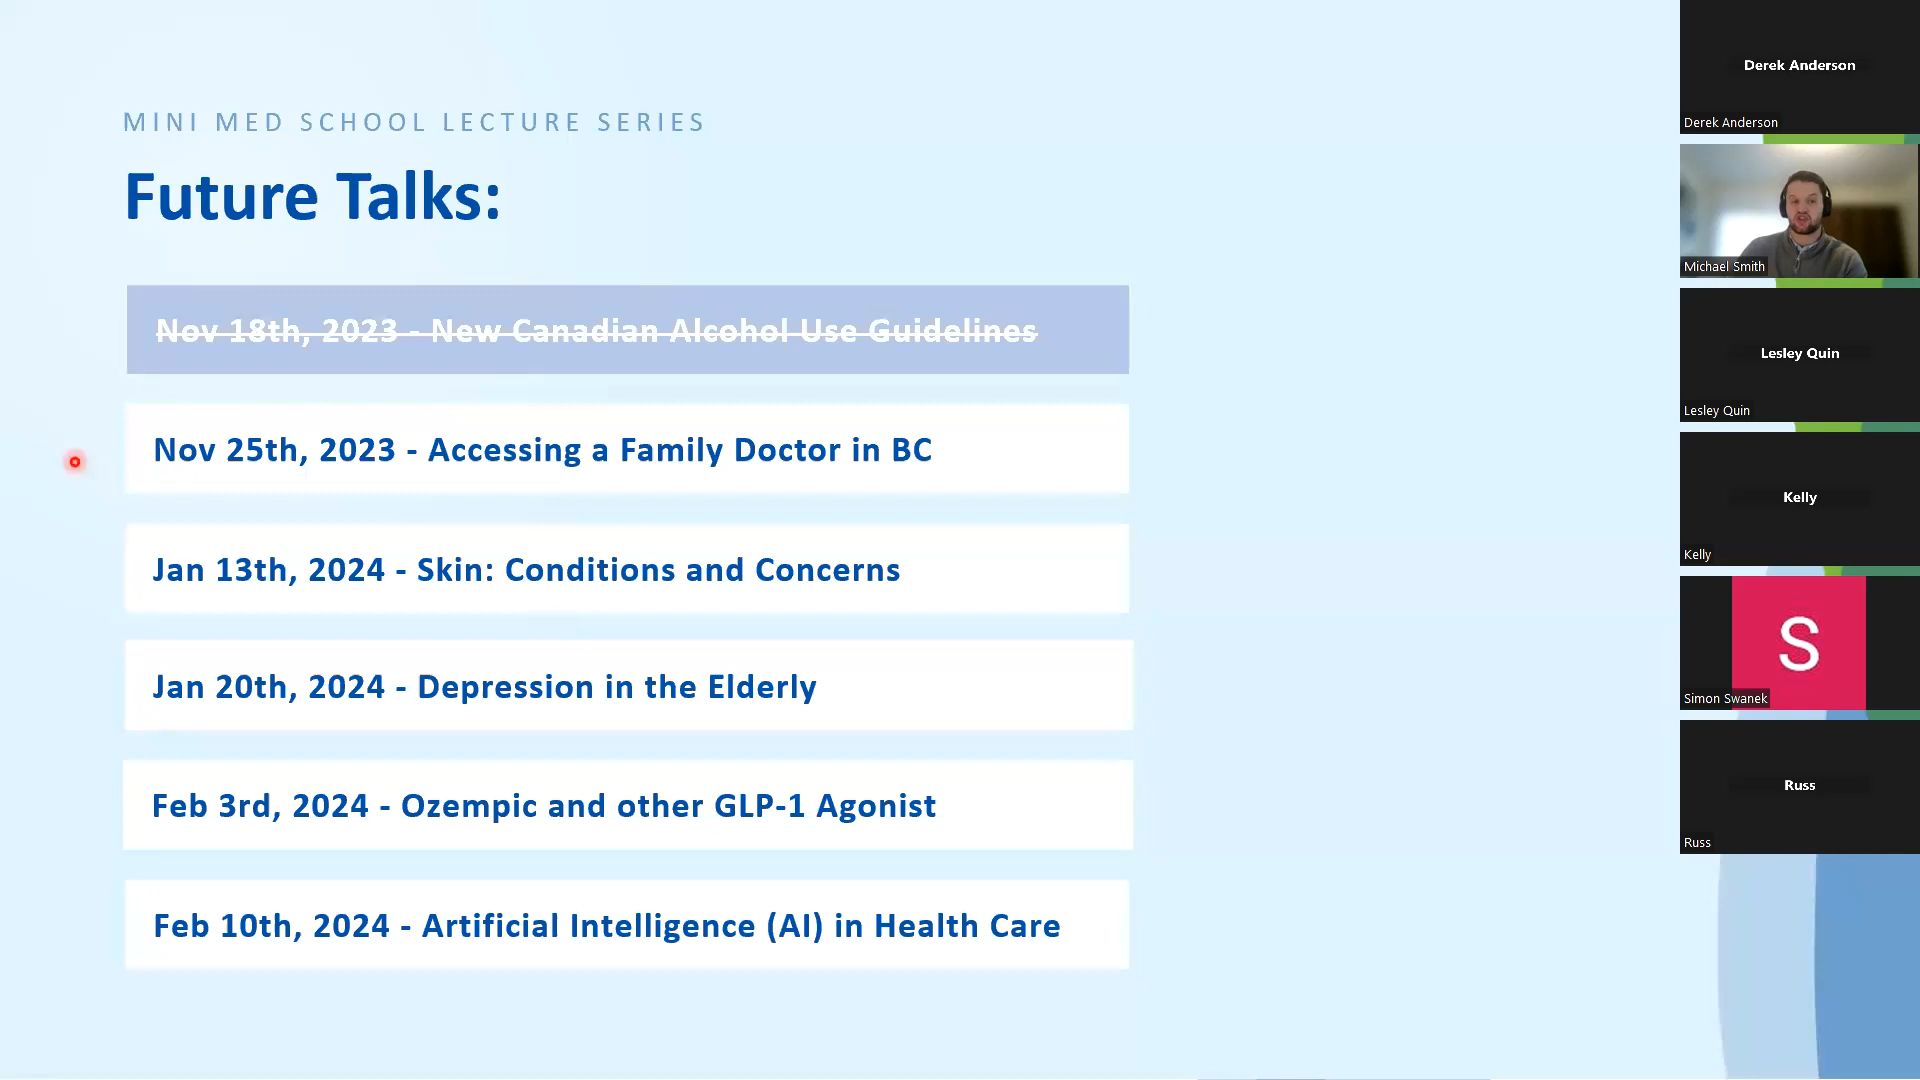 MINI MED SCHOOL LECTURE SERIES
Future Talks:
Nov 18th, 2023 - New Canadian Alcohol Use Guidelines
Nov 25th, 2023 - Accessing a Family Doctor in BC
Jan 13th, 2024 - Skin: Conditions and Concerns
Jan 20th, 2024 - Depression in the Elderly
Feb 3rd, 2024 - Ozempic and other GLP-1 Agonist
Feb 10th, 2024 - Artificial Intelligence (AI) in Health Care
Derek Anderson
Derek Anderson
Michael Smith
Lesley Quin
Lesley Quin
Kelly
Kelly
S
Simon Swanek
Russ
Russ